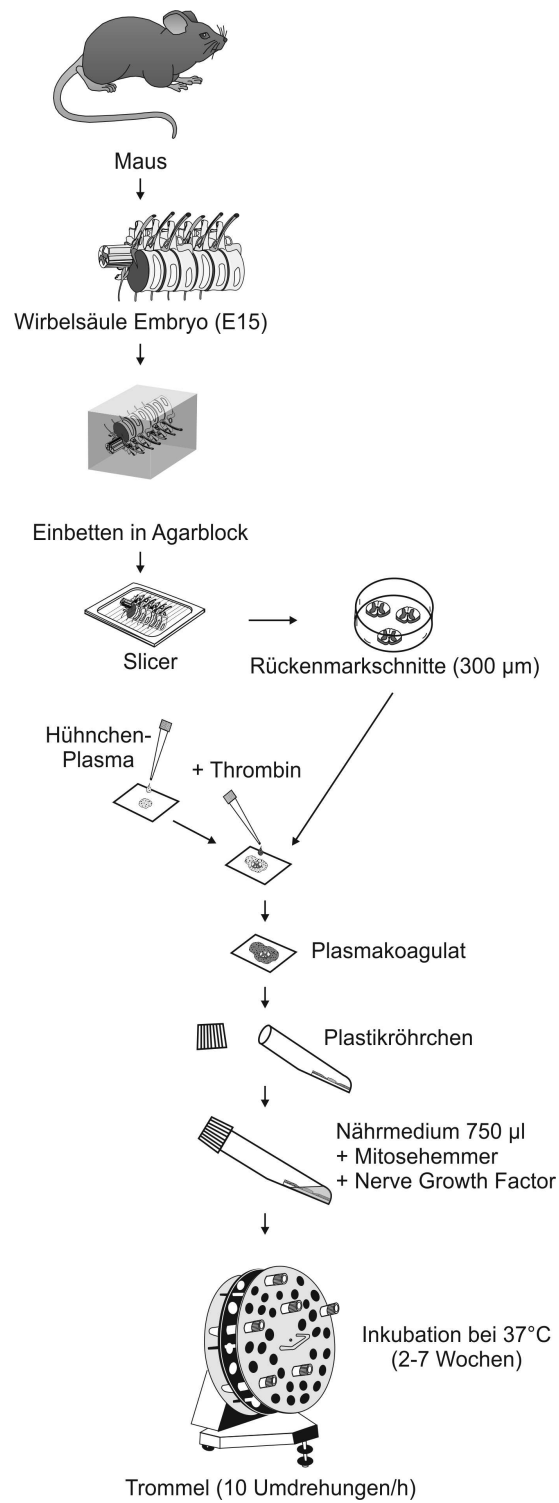 Maus
Wirbelsäule Embryo (E15)
Einbetten in Agarblock
Slicer
Rückenmarkschnitte (300 µm)
Hühnchen-
Plasma
+ Thrombin
Plasmakoagulat
Plastikröhrchen
Nährmedium 750 µl
+ Mitosehemmer
+ Nerve Growth Factor
Inkubation bei 37°C
(2-7 Wochen)
Trommel (10 Umdrehungen/h)